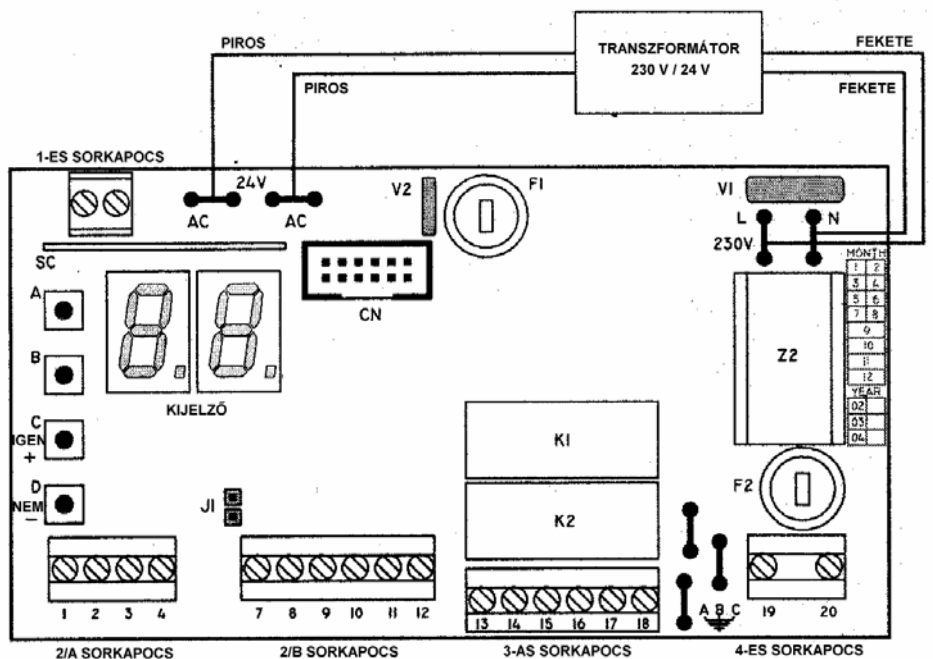 PIROS
TRANSZFORMÁTOR
230 V / 24 V
FEKETE
PIROS
FEKETE
1-ES SORKAPOCS
24V
AC
AC
V2
F1
V1
L
N
230V
SC
CN
MONTH
1 2
3 4
5 6
7 8
9
10
11
12
YEAR
02
03
04
Z2
A
B
C
IGEN
+
D
NEM
−
KIJELZŐ
J1
K1
K2
F2
1 2 3 4
7 8 9 10 11 12
13 14 15 16 17 18
A B C
19 20
2/A SORKAPOCS
2/B SORKAPOCS
3-AS SORKAPOCS
4-ES SORKAPOCS